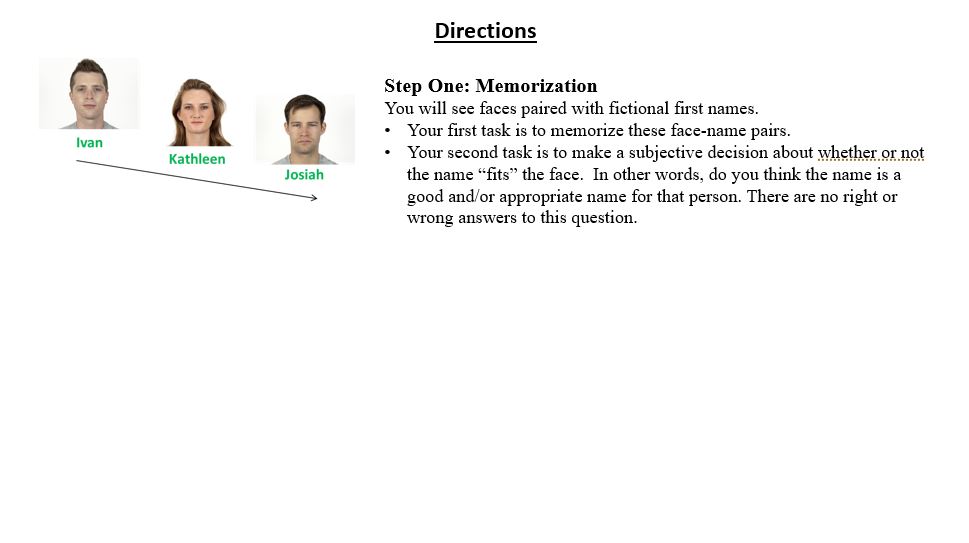 Directions
Ivan
Kathleen
Josiah
Step One: Memorization
You will see faces paired with fictional first names.
• Your first task is to memorize these face-name pairs.
• Your second task is to make a subjective decision about whether or not
the name “fits” the face.  In other words, do you think the name is a
good and/or appropriate name for that person. There are no right or
wrong answers to this question.